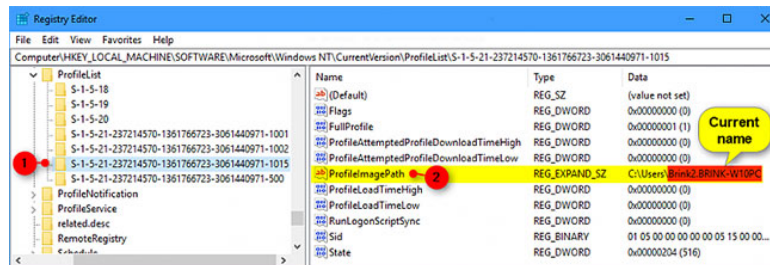 Registry Editor
File Edit View Favorites Help
Computer\HKEY_LOCAL_MACHINE\SOFTWARE\Microsoft\Windows NT\CurrentVersion\ProfileList\S-1-5-21-237214570-1361766723-3061440971-1015
ProfileList
S-1-5-18
S-1-5-19
S-1-5-20
S-1-5-21-237214570-1361766723-3061440971-1001
S-1-5-21-237214570-1361766723-3061440971-1002
1 S-1-5-21-237214570-1361766723-3061440971-1015
S-1-5-21-237214570-1361766723-3061440971-500
ProfileNotification
ProfileService
related.desc
RemoteRegistry
Schedule
Name Type Data
(Default) REG_SZ (value not set)
Flags REG_DWORD 0x00000000 (0)
FullProfile REG_DWORD 0x00000001 (1)
ProfileAttemptedProfileDownloadTimeHigh REG_DWORD 0x00000000 (0)
ProfileAttemptedProfileDownloadTimeLow REG_DWORD 0x00000000 (0)
Current
name
ProfileImagePath 2 REG_EXPAND_SZ C:\Users\Brink2.BRINK-W10PC
ProfileLoadTimeHigh REG_DWORD 0x00000000 (0)
ProfileLoadTimeLow REG_DWORD 0x00000000 (0)
RunLogonScriptSync REG_DWORD 0x00000000 (0)
Sid REG_BINARY 01 05 00 00 00 00 00 05 15 00 00...
State REG_DWORD 0x00000204 (516)